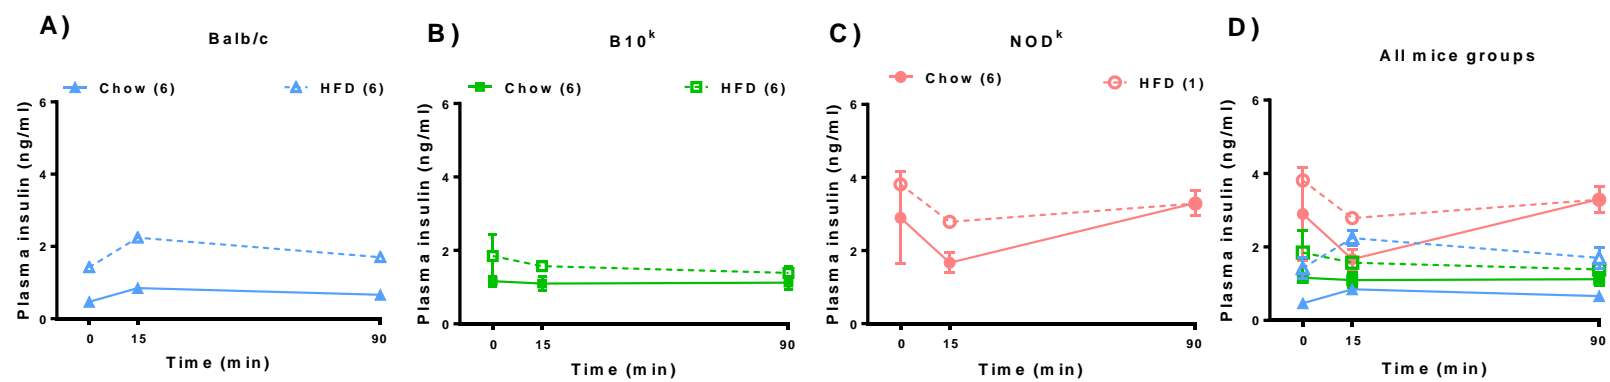 A)
Balb/c
Chow (6)
HFD (6)
Plasma insulin (ng/ml)
6
4
2
0
0 15 90
Time (min)
B)
B10k
Chow (6)
HFD (6)
Plasma insulin (ng/ml)
6
4
2
0
0 15 90
Time (min)
C)
NODk
Chow (6)
HFD (1)
Plasma insulin (ng/ml)
6
4
2
0
0 15 90
Time (min)
D)
All mice groups
Plasma insulin (ng/ml)
6
4
2
0
0 15 90
Time (min)